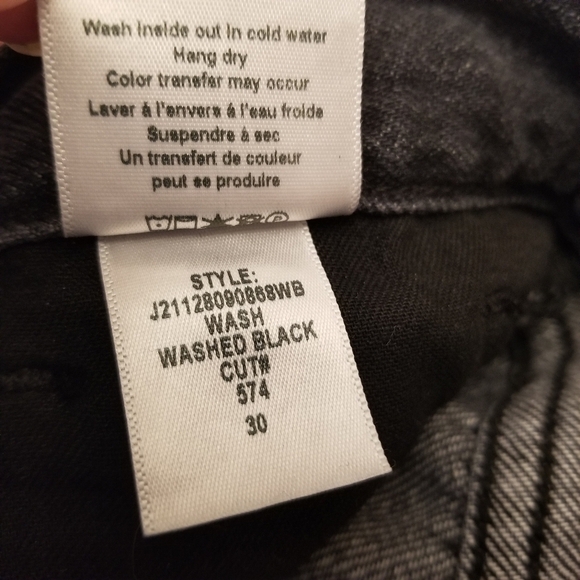 Wash inside out in cold water
Hang dry
Color transfer may occur
Laver á l'envers á l'eau froide
Suspendre á sec
Un transfert de couleur
peut se produire
STYLE:
J21128090868WB
WASH
WASHED BLACK
CUT#
574
30